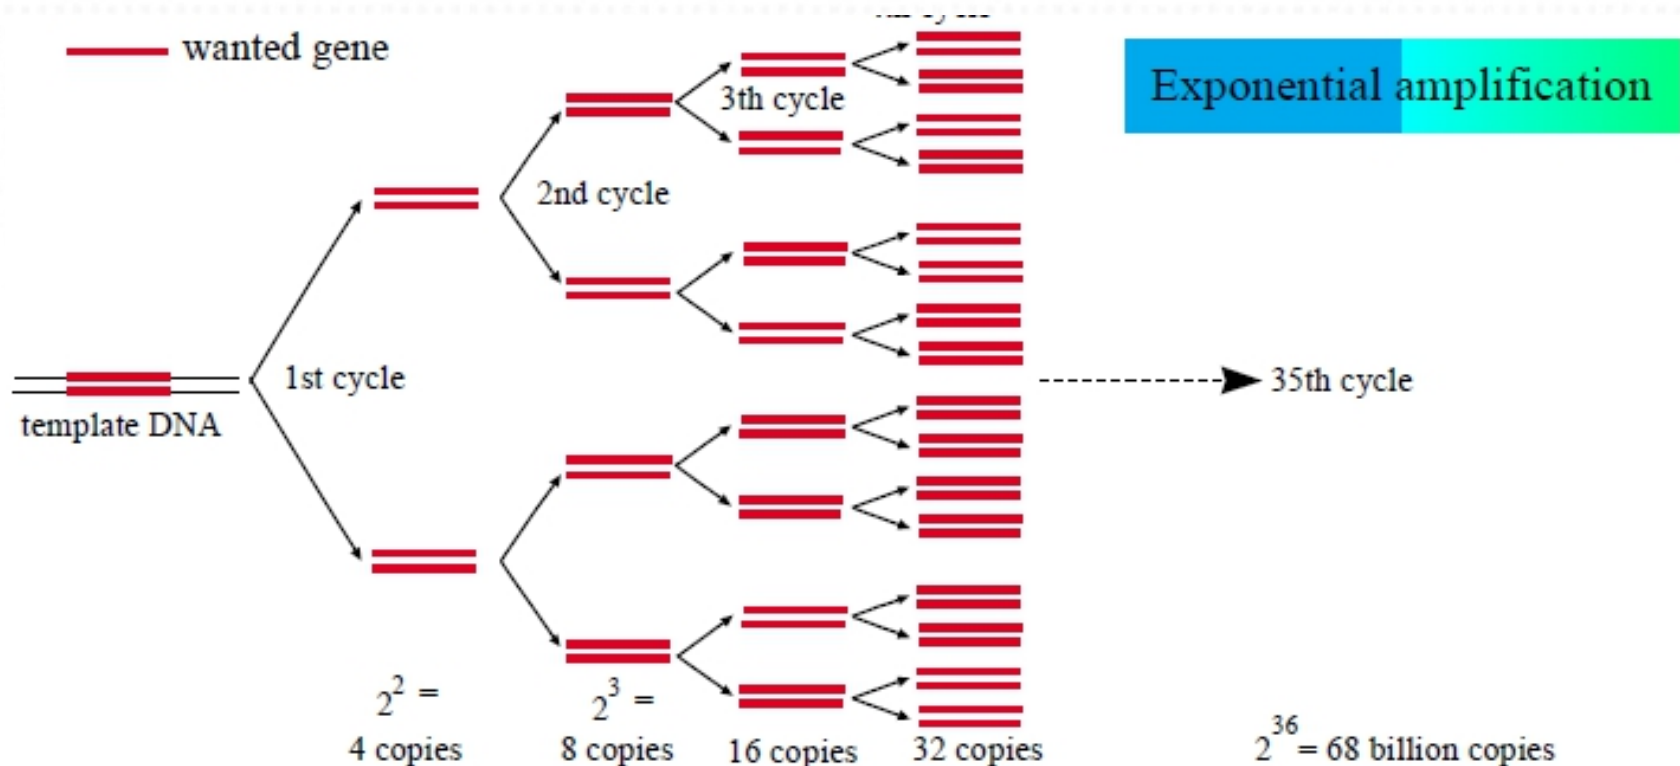 wanted gene
Exponential amplification
3th cycle
2nd cycle
1st cycle
template DNA
35th cycle
2^2 =
4 copies
2^3 =
8 copies
16 copies
32 copies
2^36 = 68 billion copies